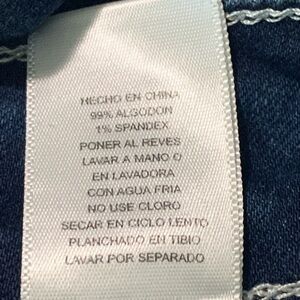 HECHO EN CHINA
99% ALGODON
1% SPANDEX
PONER AL REVES
LAVAR A MANO O
EN LAVADORA
CON AGUA FRIA
NO USE CLORO
SECAR EN CICLO LENTO
PLANCHADO EN TIBIO
LAVAR POR SEPARADO